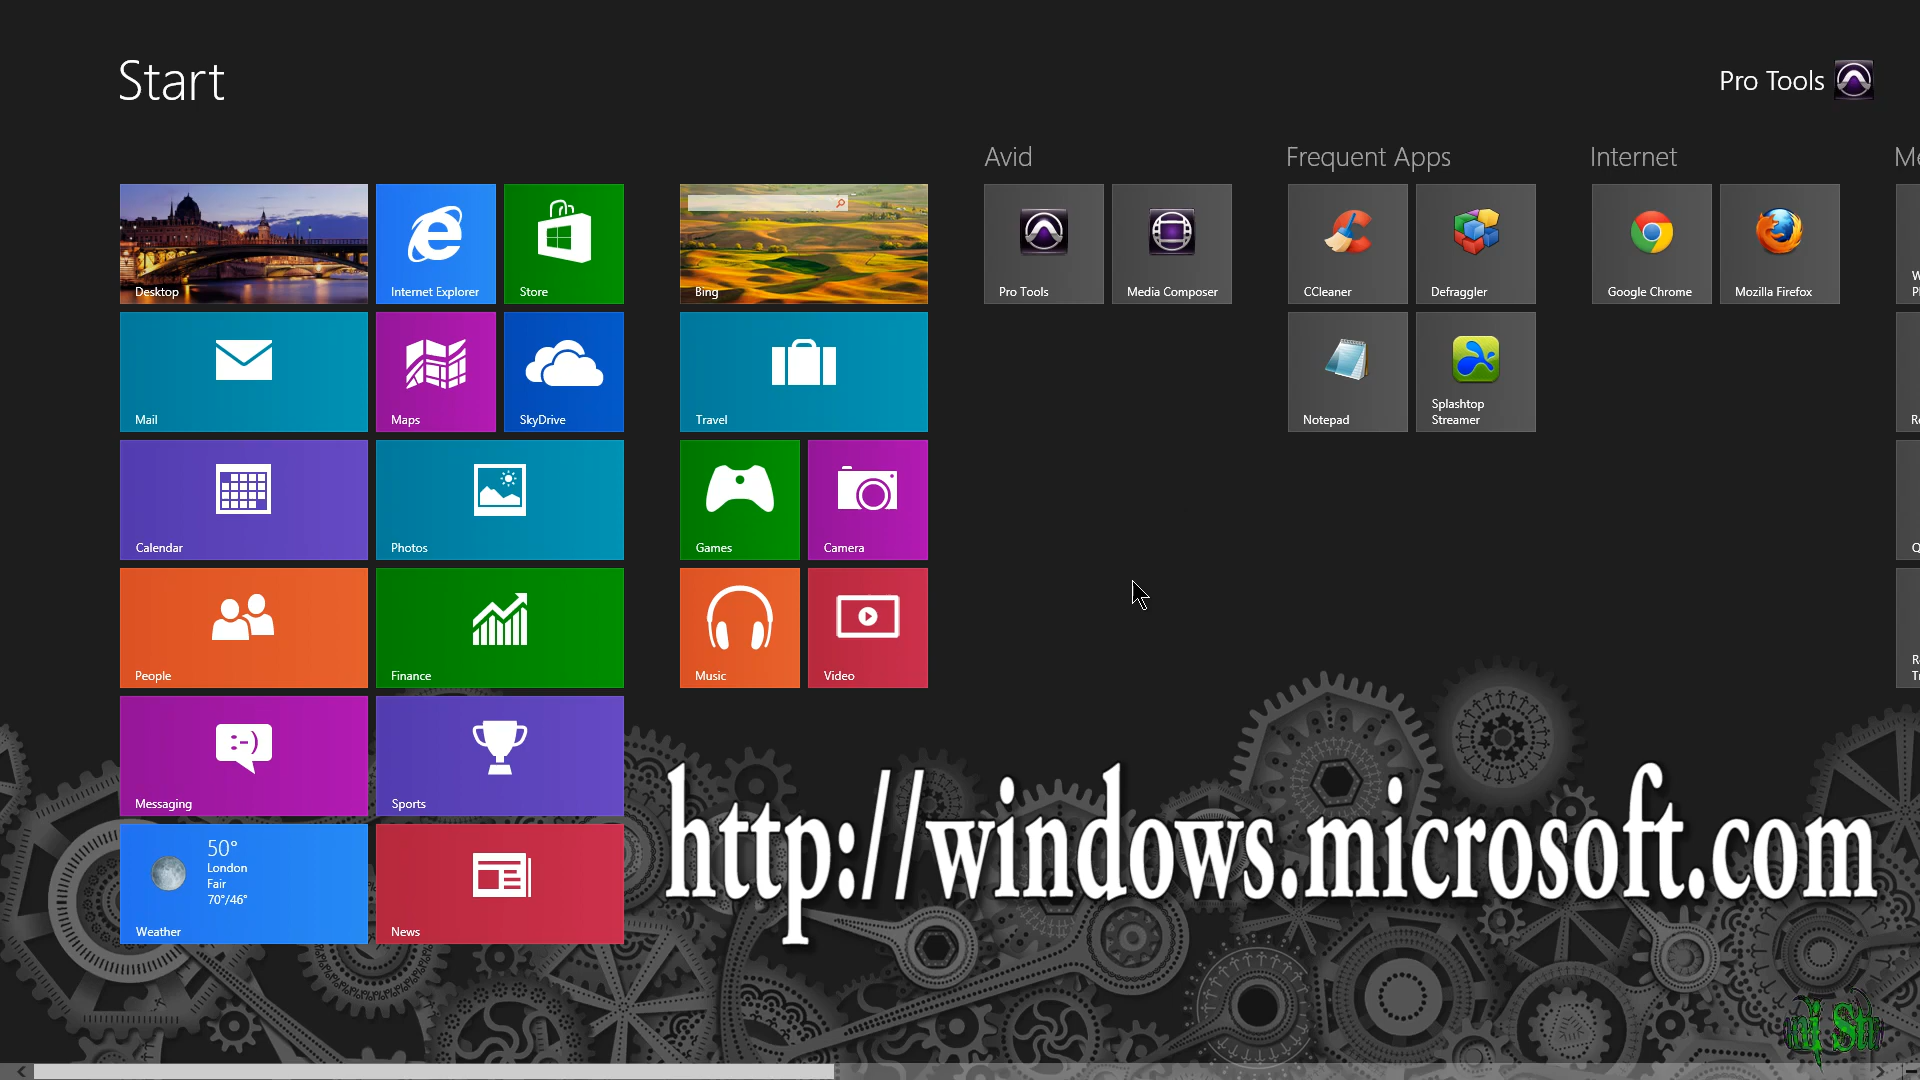 Start
Pro Tools
Avid
Frequent Apps
Internet
Desktop
Internet Explorer
Store
Bing
Pro Tools
Media Composer
CCleaner
Defraggler
Google Chrome
Mozilla Firefox
Mail
Maps
SkyDrive
Travel
Notepad
Splashtop
Streamer
Calendar
Photos
Games
Camera
People
Finance
Music
Video
:-)
Messaging
Sports
http://windows.microsoft.com
50°
London
Fair
70°/46°
Weather
News